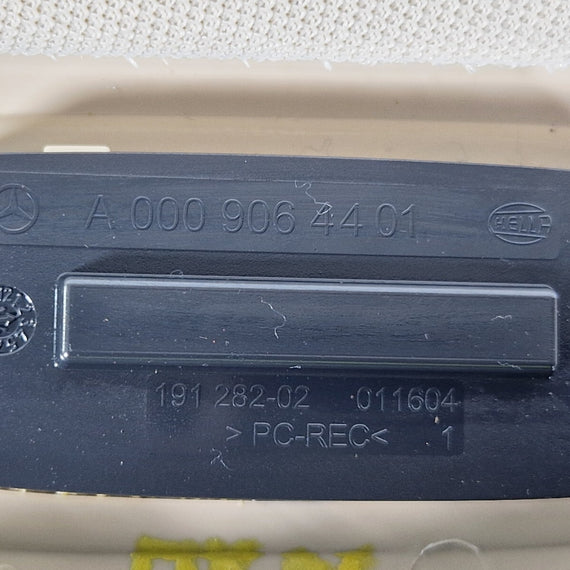 A 000 906 44 01 HELLA
191 282-02 011604
>PC-REC< 1